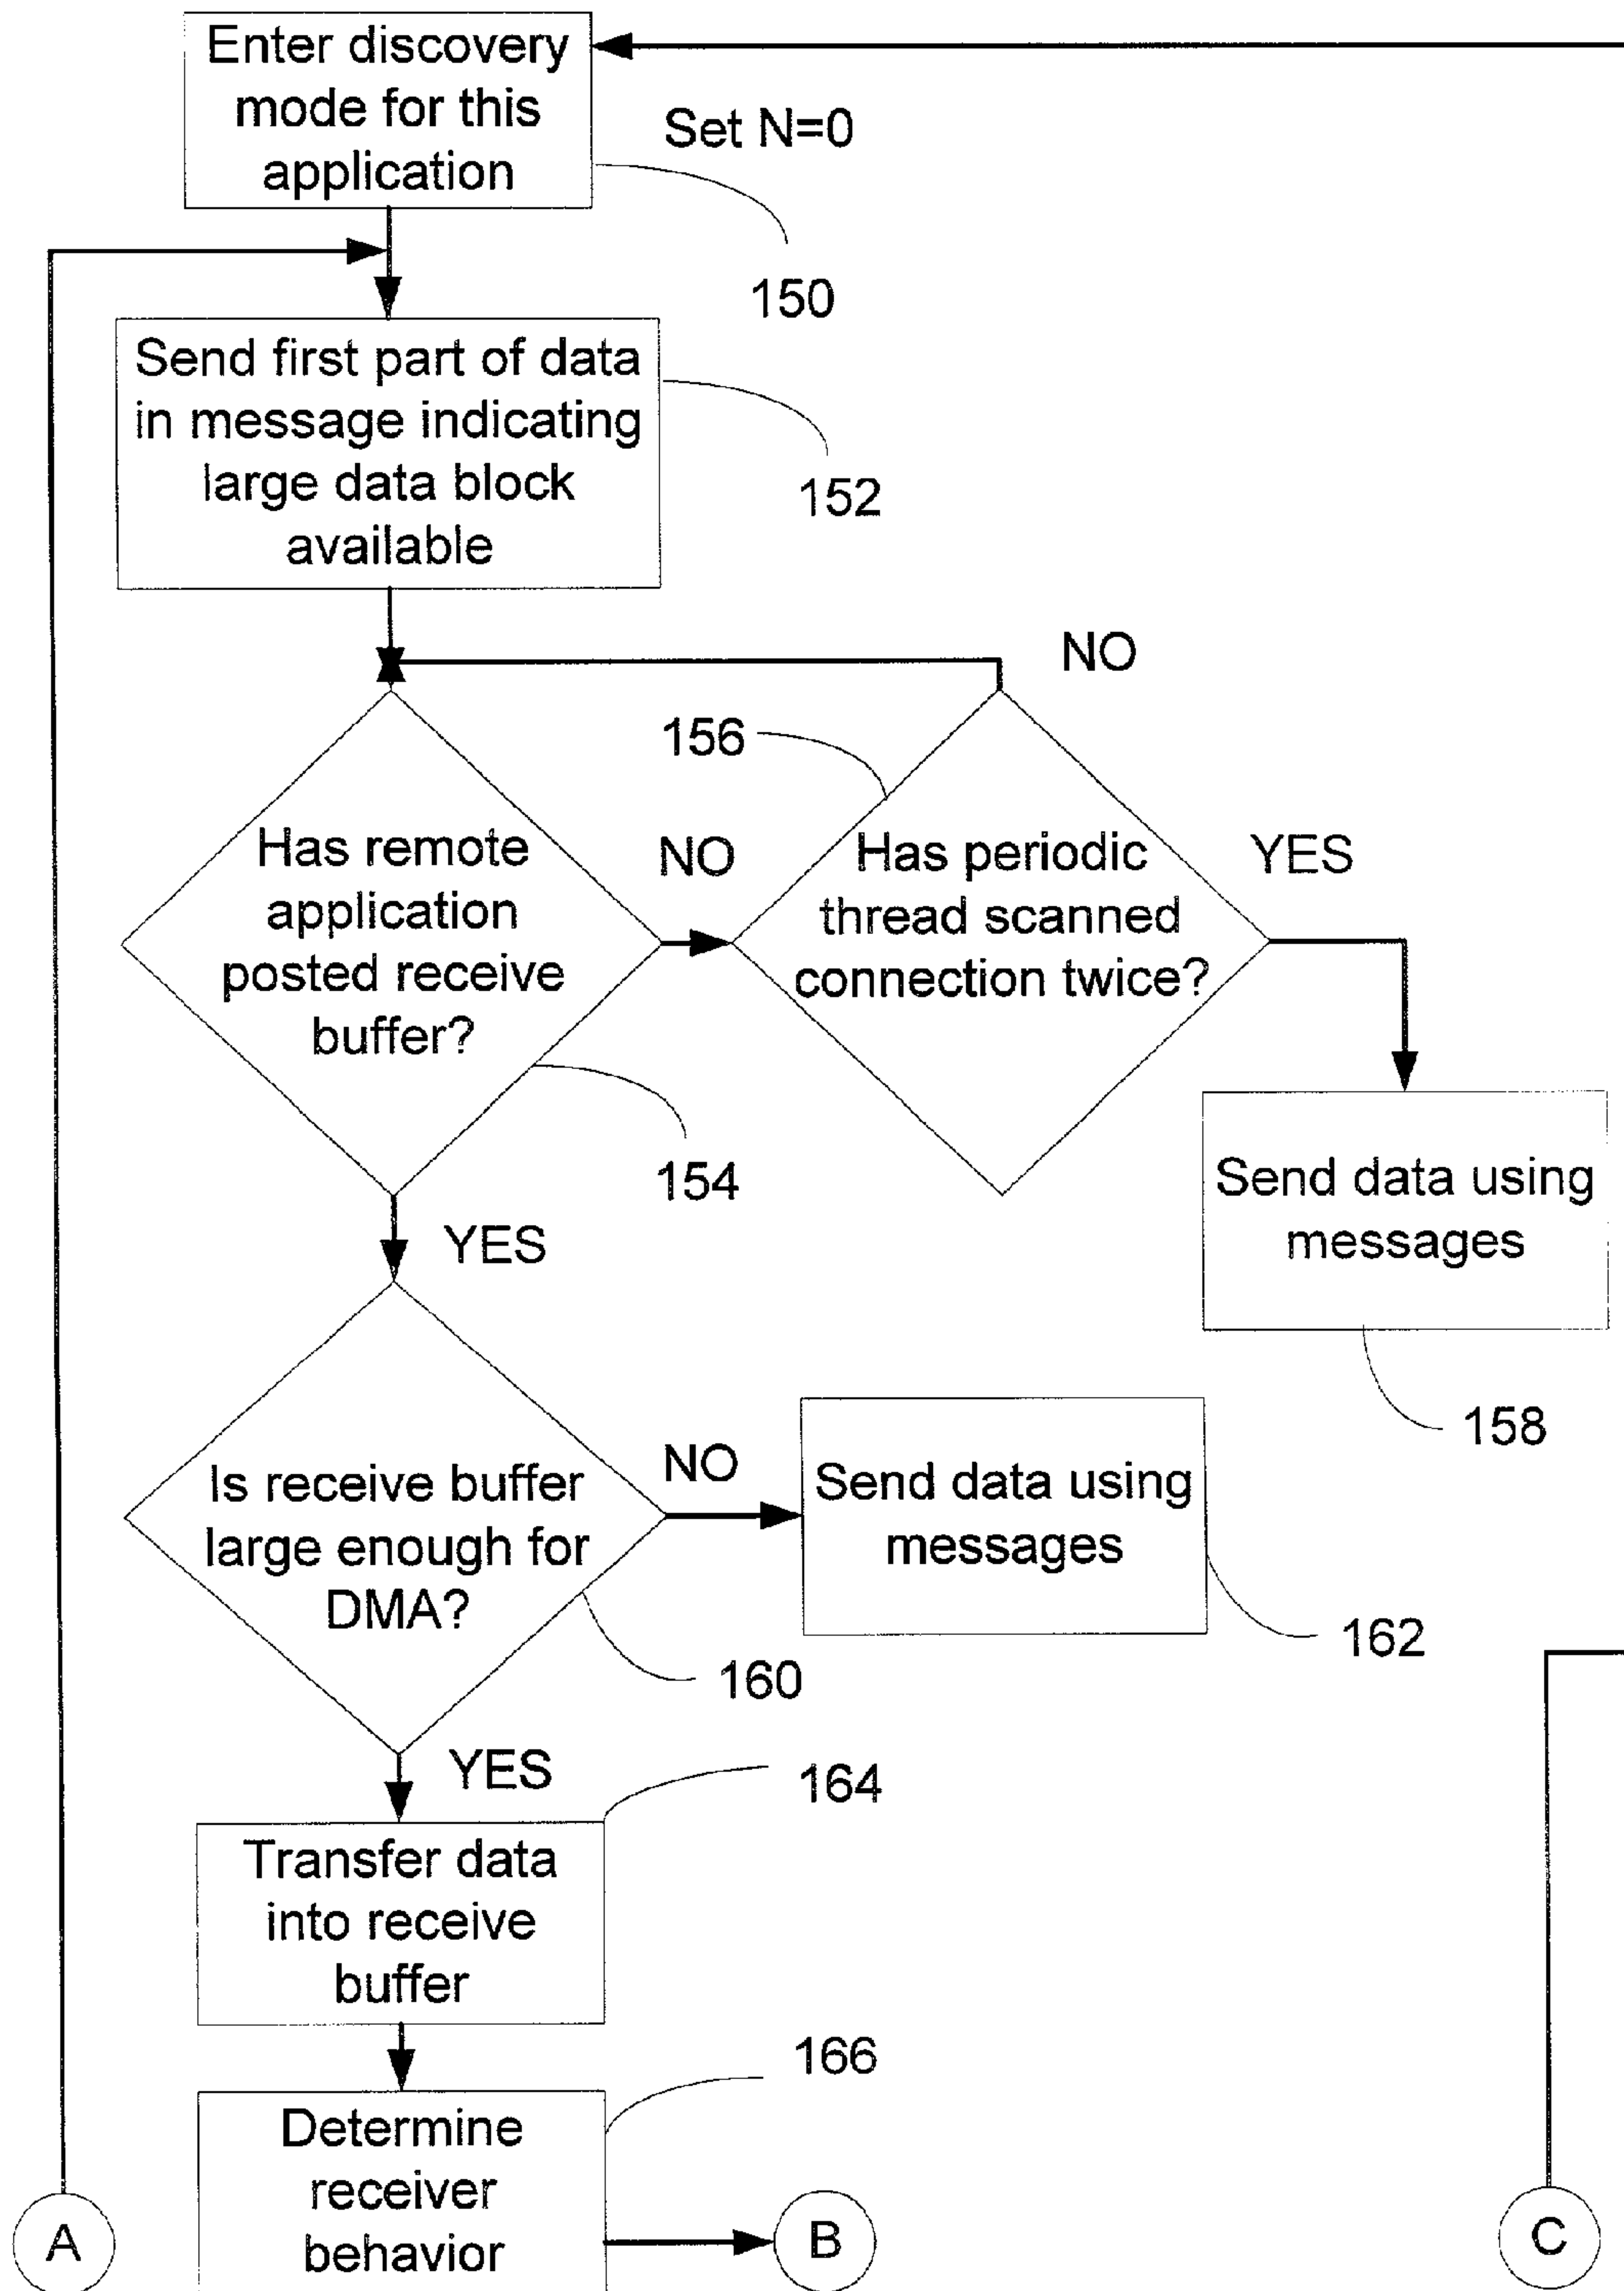 Enter discovery
mode for this
application
Set N=0
150
Send first part of data
in message indicating
large data block
available
152
NO
156
Has remote
application
posted receive
buffer?
NO
Has periodic
thread scanned
connection twice?
YES
154
YES
Send data using
messages
158
Is receive buffer
large enough for
DMA?
NO
Send data using
messages
160
162
YES
164
Transfer data
into receive
buffer
166
Determine
receiver
behavior
A
B
C